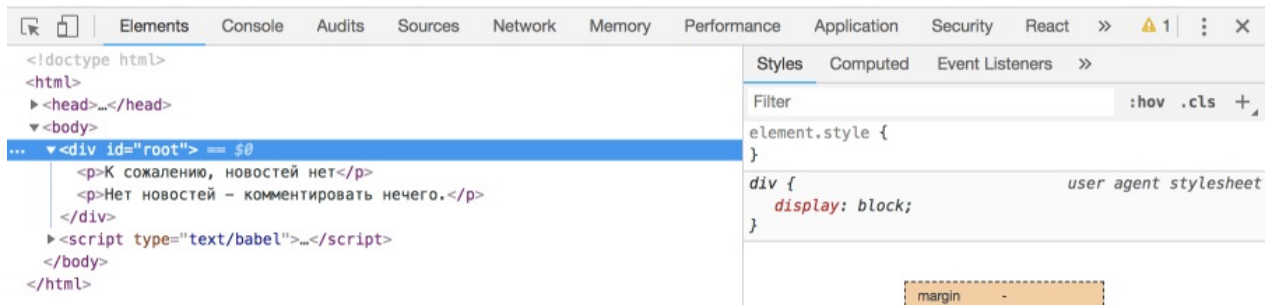 Elements Console Audits Sources Network Memory Performance Application Security React » 1
<!doctype html>
<html>
<head>…</head>
<body>
... <div id="root"> == $0
<p>К сожалению, новостей нет</p>
<p>Нет новостей – комментировать нечего.</p>
</div>
<script type="text/babel">…</script>
</body>
</html>
Styles Computed Event Listeners »
Filter :hov .cls +
element.style {
}
div { user agent stylesheet
display: block;
}
margin -